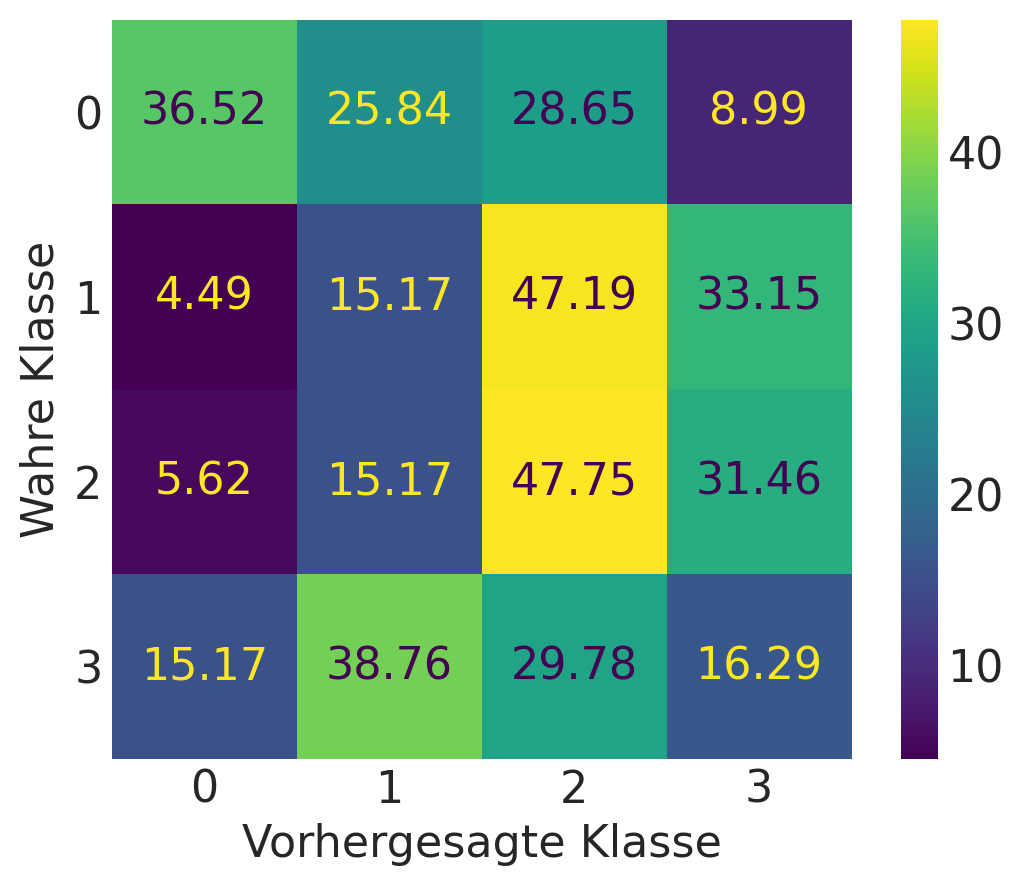 0 36.52 25.84 28.65 8.99
1 4.49 15.17 47.19 33.15
2 5.62 15.17 47.75 31.46
3 15.17 38.76 29.78 16.29
0 1 2 3
Vorhergesagte Klasse
Wahre Klasse
40
30
20
10